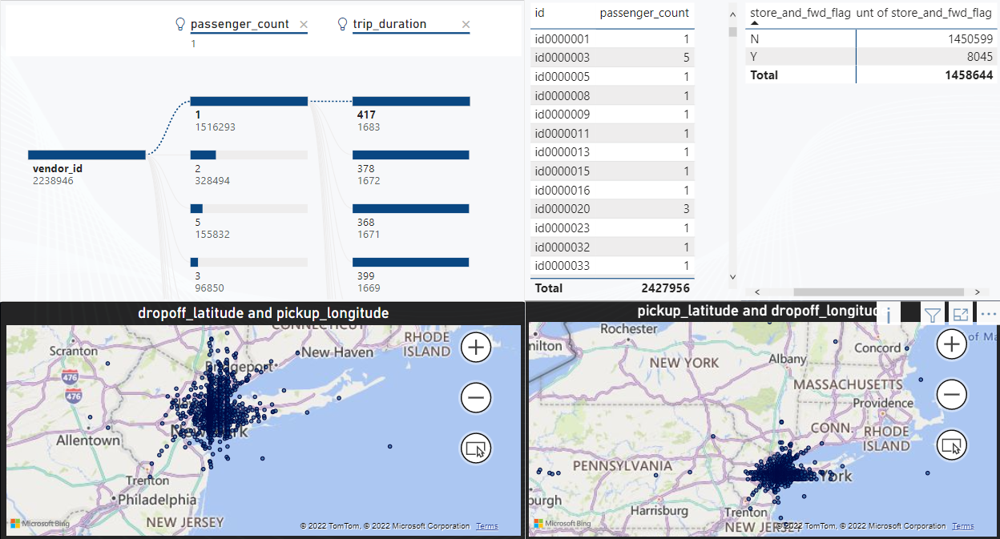 passenger_count ×
1
trip_duration ×
vendor_id
2238946
1
1516293
2
328494
5
155832
3
96850
417
1683
378
1672
368
1671
399
1669
id passenger_count
id0000001 1
id0000003 5
id0000005 1
id0000008 1
id0000009 1
id0000011 1
id0000013 1
id0000015 1
id0000016 1
id0000020 3
id0000023 1
id0000032 1
id0000033 1
Total 2427956
store_and_fwd_flag unt of store_and_fwd_flag
N 1450599
Y 8045
Total 1458644
dropoff_latitude and pickup_longitude
CONNECTICUT
RHODE
ISLAND
Scranton
New Haven
Bridgeport
476
476
Allentown
Trenton
Philadelphia
NEW JERSEY
Microsoft Bing
© 2022 TomTom, © 2022 Microsoft Corporation Terms
pickup_latitude and dropoff_longitud
Rochester
milton
NEW YORK
Albany
Concord
of Ma
MASSACHUSETTS
Providence
CONN.
RHODE
ISLAND
PENNSYLVANIA
York
burgh
Harrisburg
Trenton
NEW JERSEY
Microsoft Bing
© 2022 TomTom, © 2022 Microsoft Corporation Terms